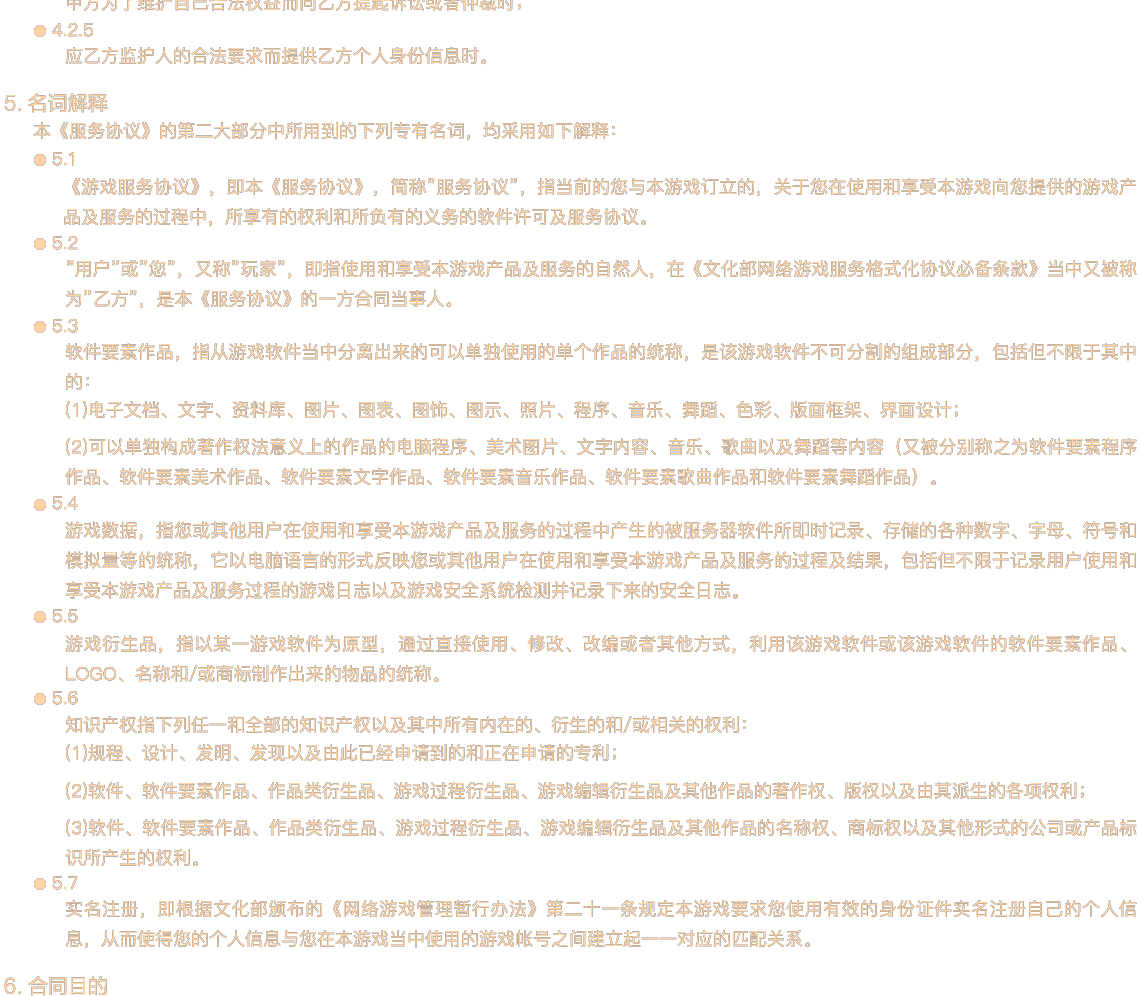 甲方为了维护自己合法权益而向乙方提起诉讼或者仲裁时；
4.2.5
应乙方监护人的合法要求而提供乙方个人身份信息时。
5. 名词解释
本《服务协议》的第二大部分中所用到的下列专有名词，均采用如下解释：
5.1
《游戏服务协议》，即本《服务协议》，简称”服务协议”，指当前的您与本游戏订立的，关于您在使用和享受本游戏向您提供的游戏产
品及服务的过程中，所享有的权利和所负有的义务的软件许可及服务协议。
5.2
“用户”或”您”，又称”玩家”，即指使用和享受本游戏产品及服务的自然人，在《文化部网络游戏服务格式化协议必备条款》当中又被称
为”乙方”，是本《服务协议》的一方合同当事人。
5.3
软件要素作品，指从游戏软件当中分离出来的可以单独使用的单个作品的统称，是该游戏软件不可分割的组成部分，包括但不限于其中
的：
(1)电子文档、文字、资料库、图片、图表、图饰、图示、照片、程序、音乐、舞蹈、色彩、版面框架、界面设计；
(2)可以单独构成著作权法意义上的作品的电脑程序、美术图片、文字内容、音乐、歌曲以及舞蹈等内容（又被分别称之为软件要素程序
作品、软件要素美术作品、软件要素文字作品、软件要素音乐作品、软件要素歌曲作品和软件要素舞蹈作品）。
5.4
游戏数据，指您或其他用户在使用和享受本游戏产品及服务的过程中产生的被服务器软件所即时记录、存储的各种数字、字母、符号和
模拟量等的统称，它以电脑语言的形式反映您或其他用户在使用和享受本游戏产品及服务的过程及结果，包括但不限于记录用户使用和
享受本游戏产品及服务过程的游戏日志以及游戏安全系统检测并记录下来的安全日志。
5.5
游戏衍生品，指以某一游戏软件为原型，通过直接使用、修改、改编或者其他方式，利用该游戏软件或该游戏软件的软件要素作品、
LOGO、名称和/或商标制作出来的物品的统称。
5.6
知识产权指下列任一和全部的知识产权以及其中所有内在的、衍生的和/或相关的权利：
(1)规程、设计、发明、发现以及由此已经申请到的和正在申请的专利；
(2)软件、软件要素作品、作品类衍生品、游戏过程衍生品、游戏编辑衍生品及其他作品的著作权、版权以及由其派生的各项权利；
(3)软件、软件要素作品、作品类衍生品、游戏过程衍生品、游戏编辑衍生品及其他作品的名称权、商标权以及其他形式的公司或产品标
识所产生的权利。
5.7
实名注册，即根据文化部颁布的《网络游戏管理暂行办法》第二十一条规定本游戏要求您使用有效的身份证件实名注册自己的个人信
息，从而使得您的个人信息与您在本游戏当中使用的游戏帐号之间建立起一一对应的匹配关系。
6. 合同目的